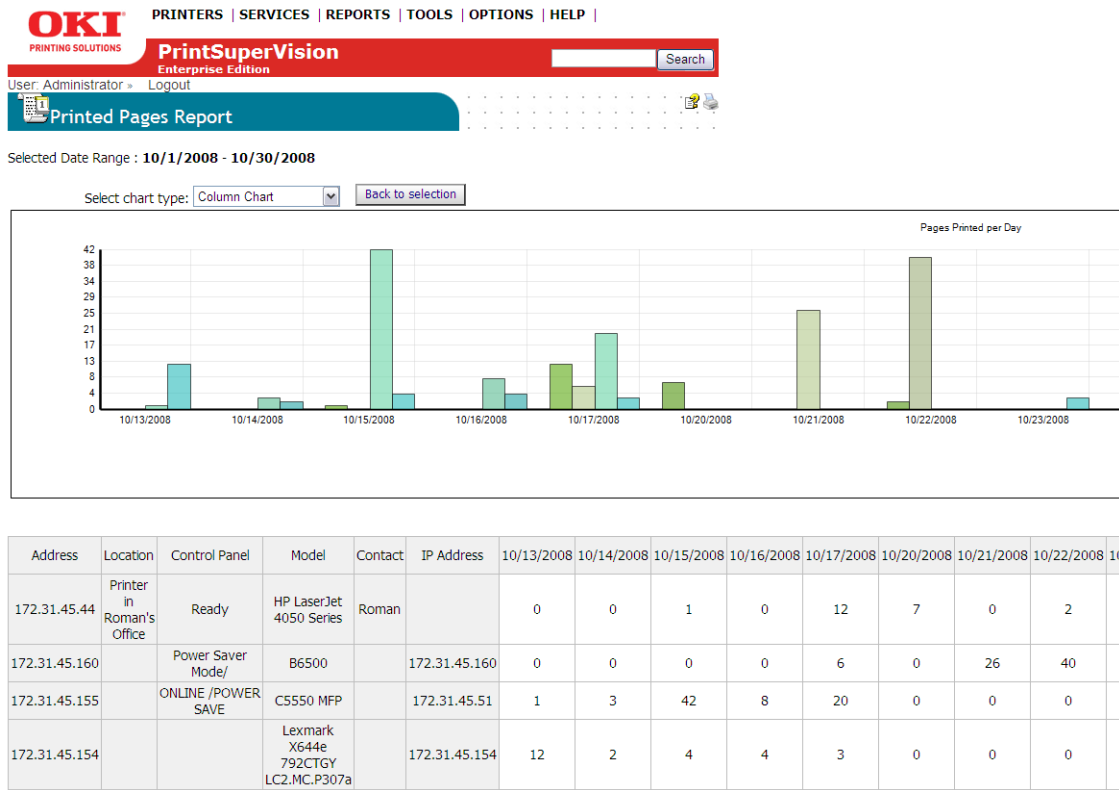 OKI
PRINTING SOLUTIONS
PRINTERS | SERVICES | REPORTS | TOOLS | OPTIONS | HELP |
PrintSuperVision
Enterprise Edition
Search
User: Administrator » Logout
1
Printed Pages Report
Selected Date Range : 10/1/2008 - 10/30/2008
Select chart type: Column Chart Back to selection
Pages Printed per Day
42
38
34
29
25
21
17
13
8
4
0
10/13/2008 10/14/2008 10/15/2008 10/16/2008 10/17/2008 10/20/2008 10/21/2008 10/22/2008 10/23/2008
Address Location Control Panel Model Contact IP Address 10/13/2008 10/14/2008 10/15/2008 10/16/2008 10/17/2008 10/20/2008 10/21/2008 10/22/2008 10
172.31.45.44 Printer in Roman's Office Ready HP LaserJet 4050 Series Roman 0 0 1 0 12 7 0 2
172.31.45.160 Power Saver Mode/ B6500 172.31.45.160 0 0 0 0 6 0 26 40
172.31.45.155 ONLINE /POWER SAVE C5550 MFP 172.31.45.51 1 3 42 8 20 0 0 0
172.31.45.154 Lexmark X644e 792CTGY LC2.MC.P307a 172.31.45.154 12 2 4 4 3 0 0 0